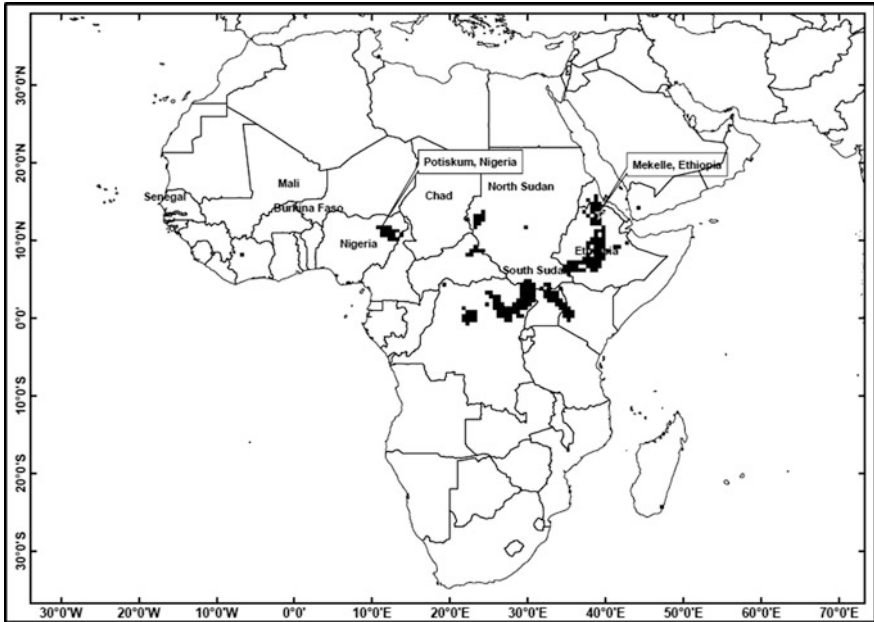 30°0'N
20°0'N
10°0'N
0°0'
10°0'S
20°0'S
30°0'S
Potiskum, Nigeria
Mekelle, Ethiopia
Mali
Chad
North Sudan
Senegal
Burkina Faso
Nigeria
South Suda
30°0'W
20°0'W
10°0'W
0°0'
10°0'E
20°0'E
30°0'E
40°0'E
50°0'E
60°0'E
70°0'E